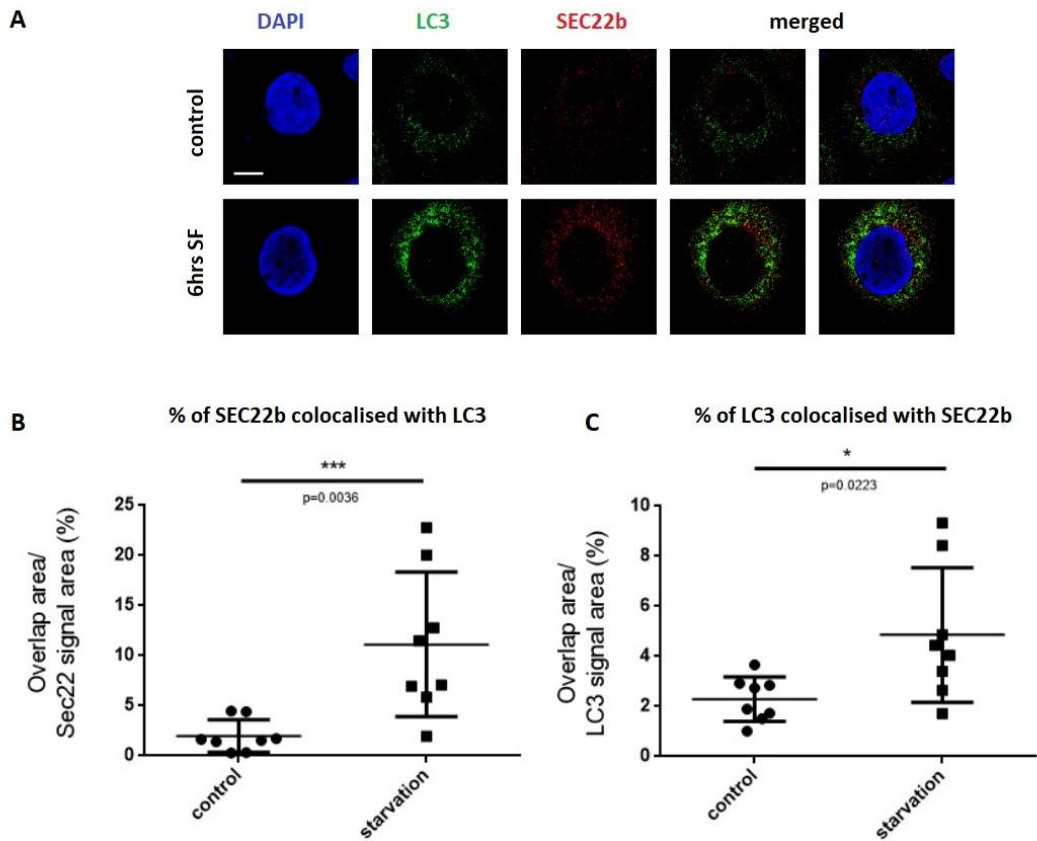 A
DAPI LC3 SEC22b merged
control
6hrs SF
B
% of SEC22b colocalised with LC3
***
p=0.0036
Overlap area/
Sec22 signal area (%)
25
20
15
10
5
0
control starvation
C
% of LC3 colocalised with SEC22b
*
p=0.0223
Overlap area/
LC3 signal area (%)
10
8
6
4
2
0
control starvation